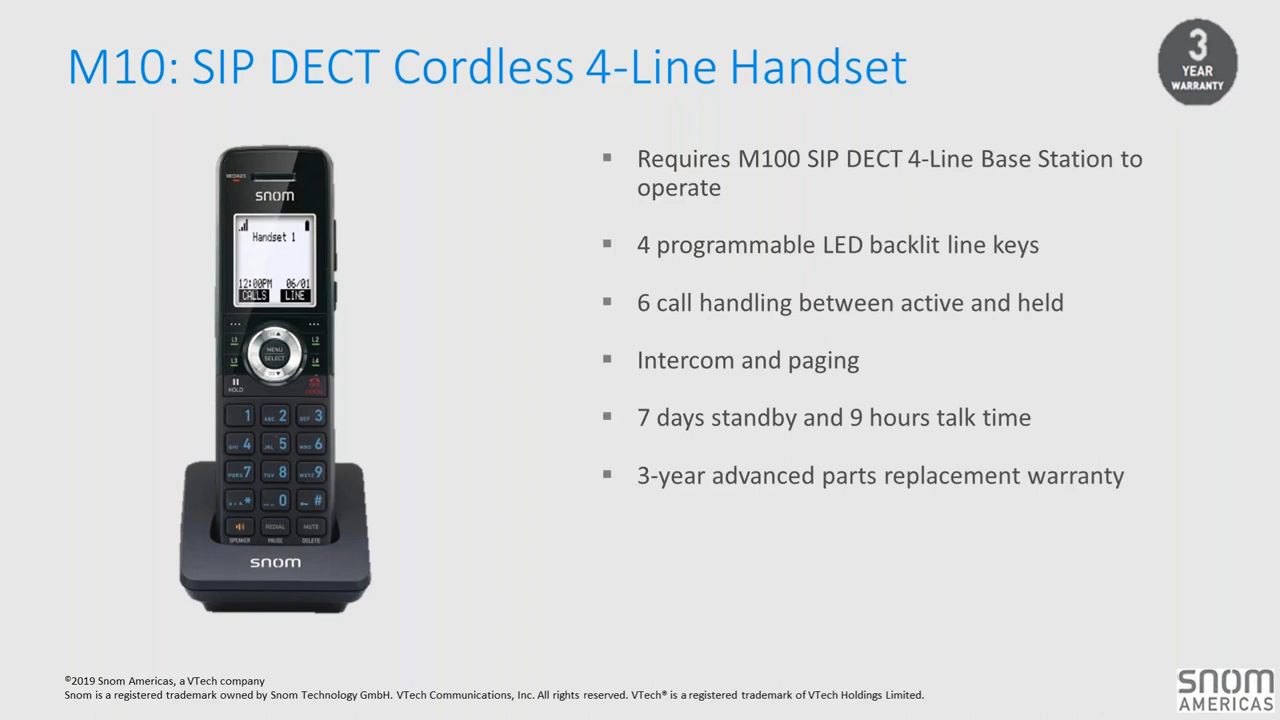 M10: SIP DECT Cordless 4-Line Handset
3
YEAR
WARRANTY
Requires M100 SIP DECT 4-Line Base Station to
operate
4 programmable LED backlit line keys
6 call handling between active and held
Intercom and paging
7 days standby and 9 hours talk time
3-year advanced parts replacement warranty
snom
Handset 1
12:00PM 06/01
CALLS LINE
L1 L2
MENU
SELECT
L3 L4
HOLD
1 ABC 2 DEF 3
GHI 4 JKL 5 MNO 6
PQRS 7 TUV 8 WXYZ 9
* 0 #
REDIAL MUTE
SPEAKER PAUSE DELETE
snom
©2019 Snom Americas, a VTech company
Snom is a registered trademark owned by Snom Technology GmbH. VTech Communications, Inc. All rights reserved. VTech® is a registered trademark of VTech Holdings Limited.
snom
AMERICAS